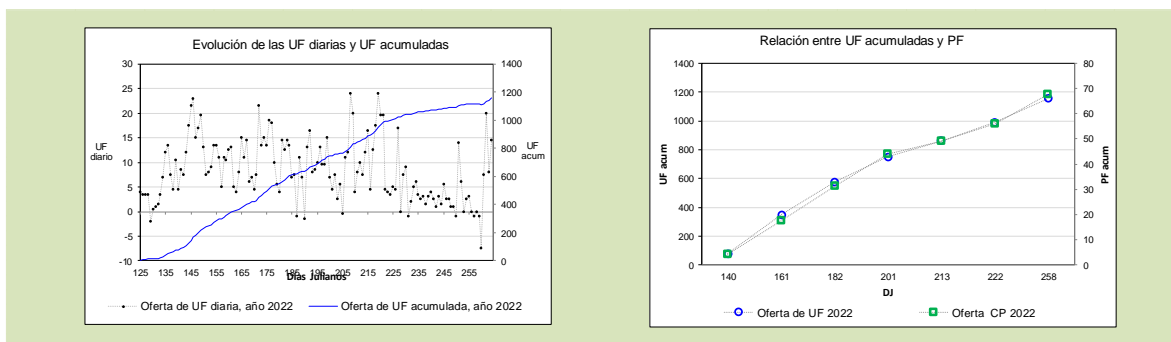 Evolución de las UF diarias y UF acumuladas
30
25
20
15
10
5
0
-5
-10
UF
diario
1400
1200
1000
800
600
400
200
0
UF
acum
125 135 145 155 165 175 185 195 205 215 225 235 245 255
Días Julianos
Oferta de UF diaria, año 2022
Oferta de UF acumulada, año 2022
Relación entre UF acumuladas y PF
1400
1200
1000
800
600
400
200
0
UF acum
80
70
60
50
40
30
20
10
0
PF acum
140 161 182 201 213 222 258
DJ
Oferta de UF 2022
Oferta CP 2022